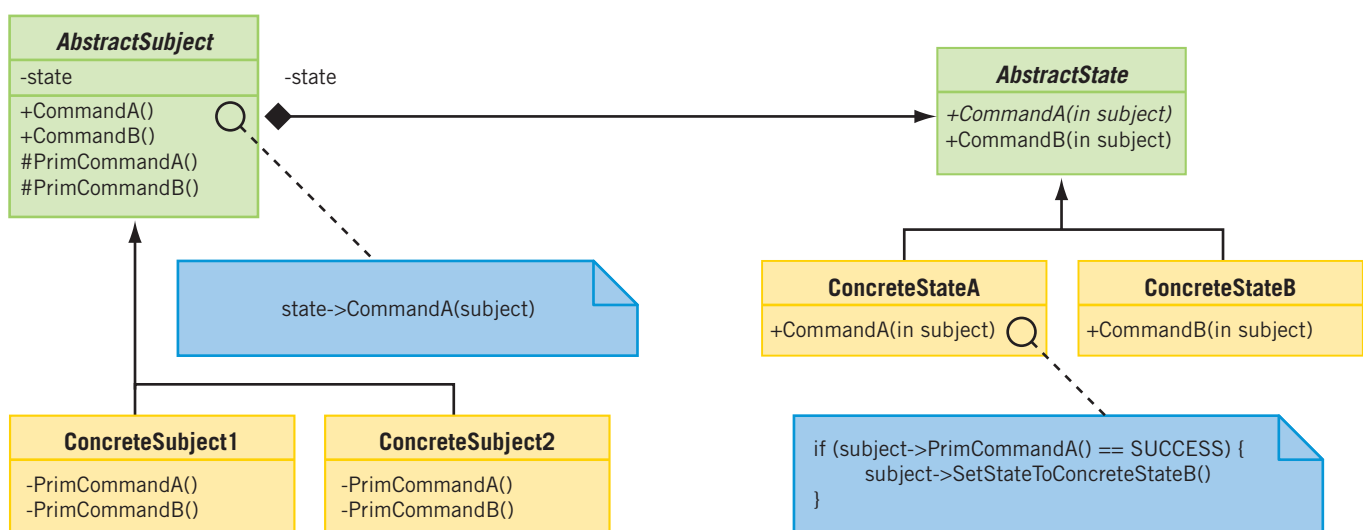 AbstractSubject
-state
+CommandA()
+CommandB()
#PrimCommandA()
#PrimCommandB()
-state
AbstractState
+CommandA(in subject)
+CommandB(in subject)
state->CommandA(subject)
ConcreteStateA
+CommandA(in subject)
ConcreteStateB
+CommandB(in subject)
ConcreteSubject1
-PrimCommandA()
-PrimCommandB()
ConcreteSubject2
-PrimCommandA()
-PrimCommandB()
if (subject->PrimCommandA() == SUCCESS) {
subject->SetStateToConcreteStateB()
}